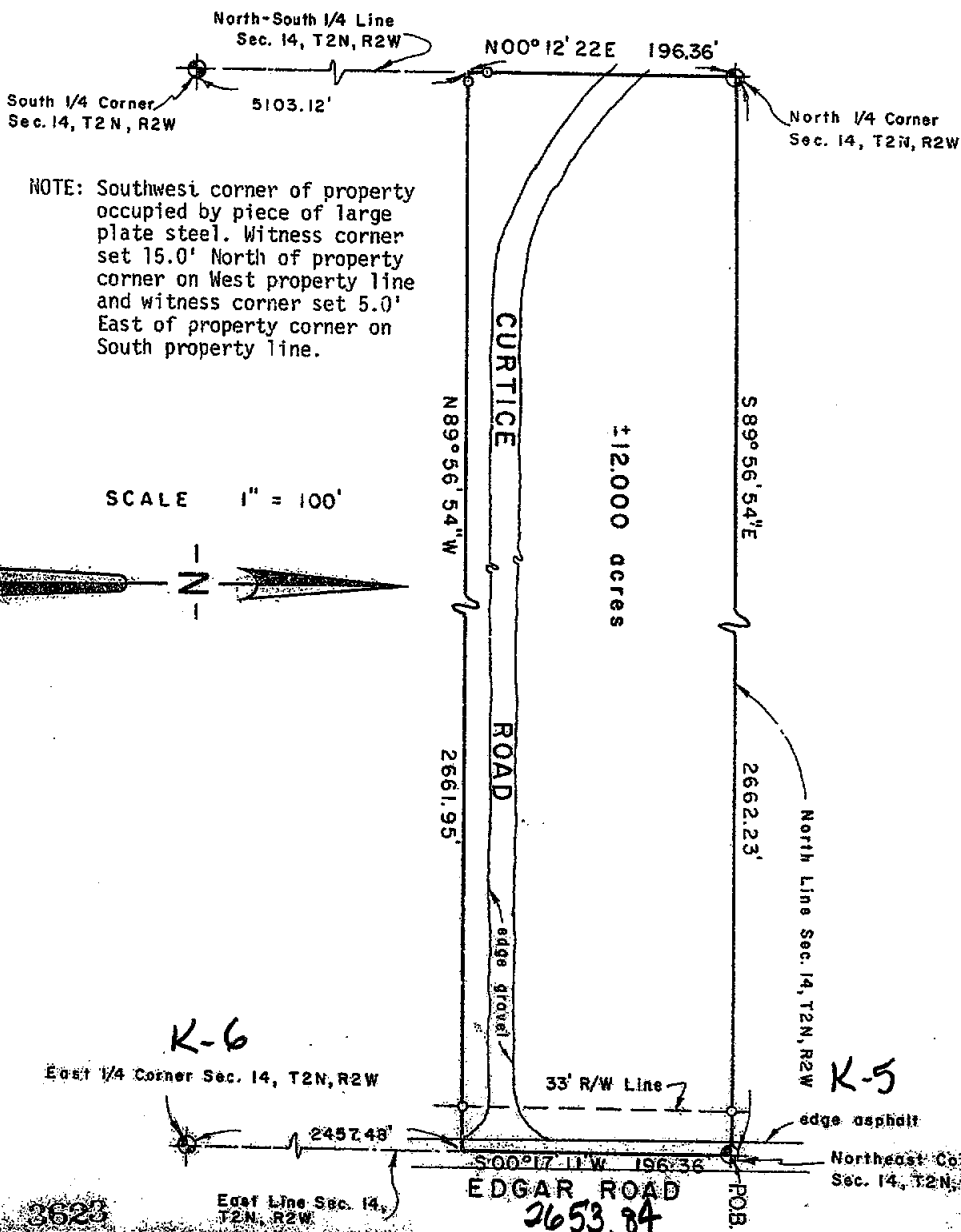 North-South 1/4 Line
Sec. 14, T2N, R2W
N00° 12' 22E 196.36'
South 1/4 Corner
Sec. 14, T2N, R2W
5103.12'
North 1/4 Corner
Sec. 14, T2N, R2W
NOTE: Southwest corner of property
occupied by piece of large
plate steel. Witness corner
set 15.0' North of property
corner on West property line
and witness corner set 5.0'
East of property corner on
South property line.
CURTICE
ROAD
N89° 56' 54"W
2661.95'
±12.000 acres
S89° 56' 54"E
2662.23'
SCALE 1" = 100'
N
North Line Sec. 14, T2N, R2W
edge gravel
K-6
East 1/4 Corner Sec. 14, T2N, R2W
33' R/W Line
K-5
edge asphalt
2457.48'
S00° 17' 11"W 196.36
Northeast Co
Sec. 14, T2N,
East Line Sec. 14,
T2N, R2W
EDGAR ROAD
P.O.B.
2653.84
3623